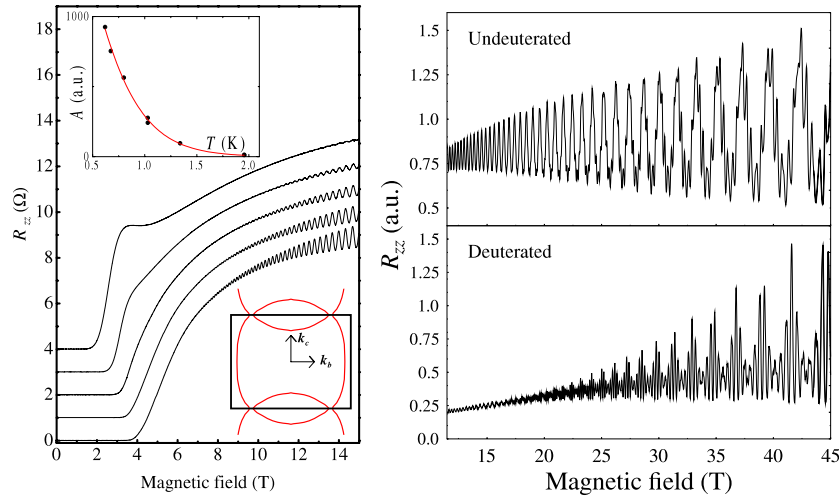 18
16
14
12
10
8
6
4
2
0
R_zz (Ω)
0 2 4 6 8 10 12 14
Magnetic field (T)
1000
0
A (a.u.)
0.5 1.0 1.5 2.0
T (K)
k_c
k_b
Undeuterated
1.5
1.25
1.0
0.75
0.5
Deuterated
1.5
1.25
1.0
0.75
0.5
0.25
0.0
R_zz (a.u.)
15 20 25 30 35 40 45
Magnetic field (T)